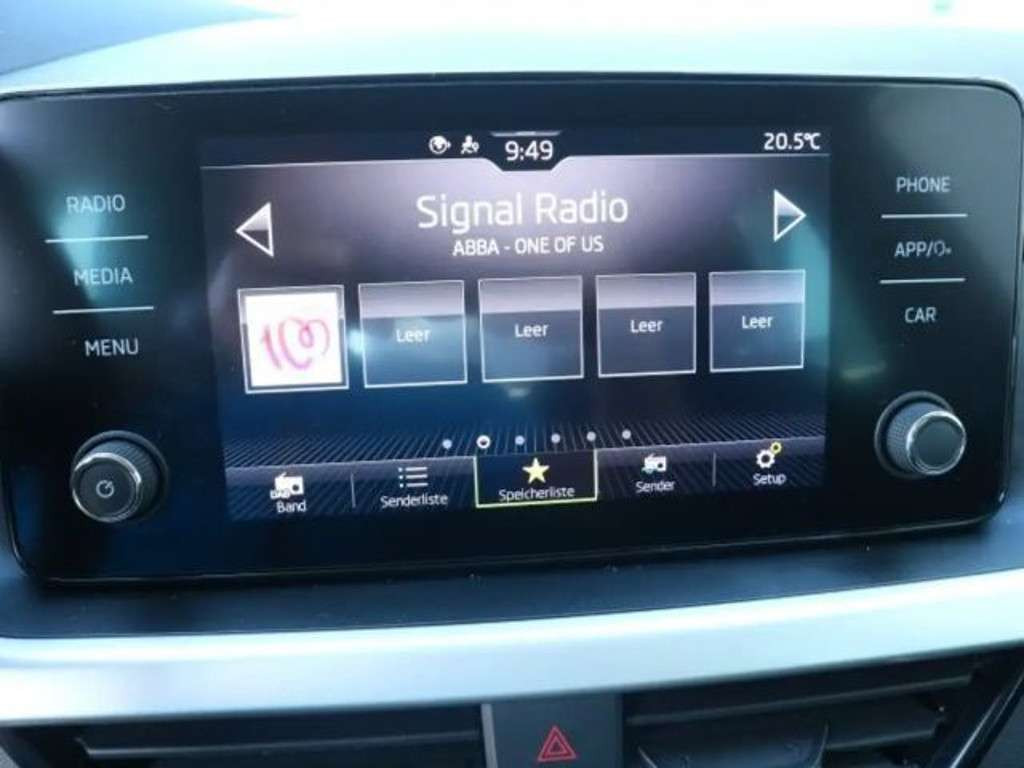 9:49
20.5°C
RADIO
MEDIA
MENU
Signal Radio
ABBA - ONE OF US
PHONE
APP/
CAR
Leer
Leer
Leer
Leer
DAB
Band
Senderliste
Speicherliste
Sender
Setup